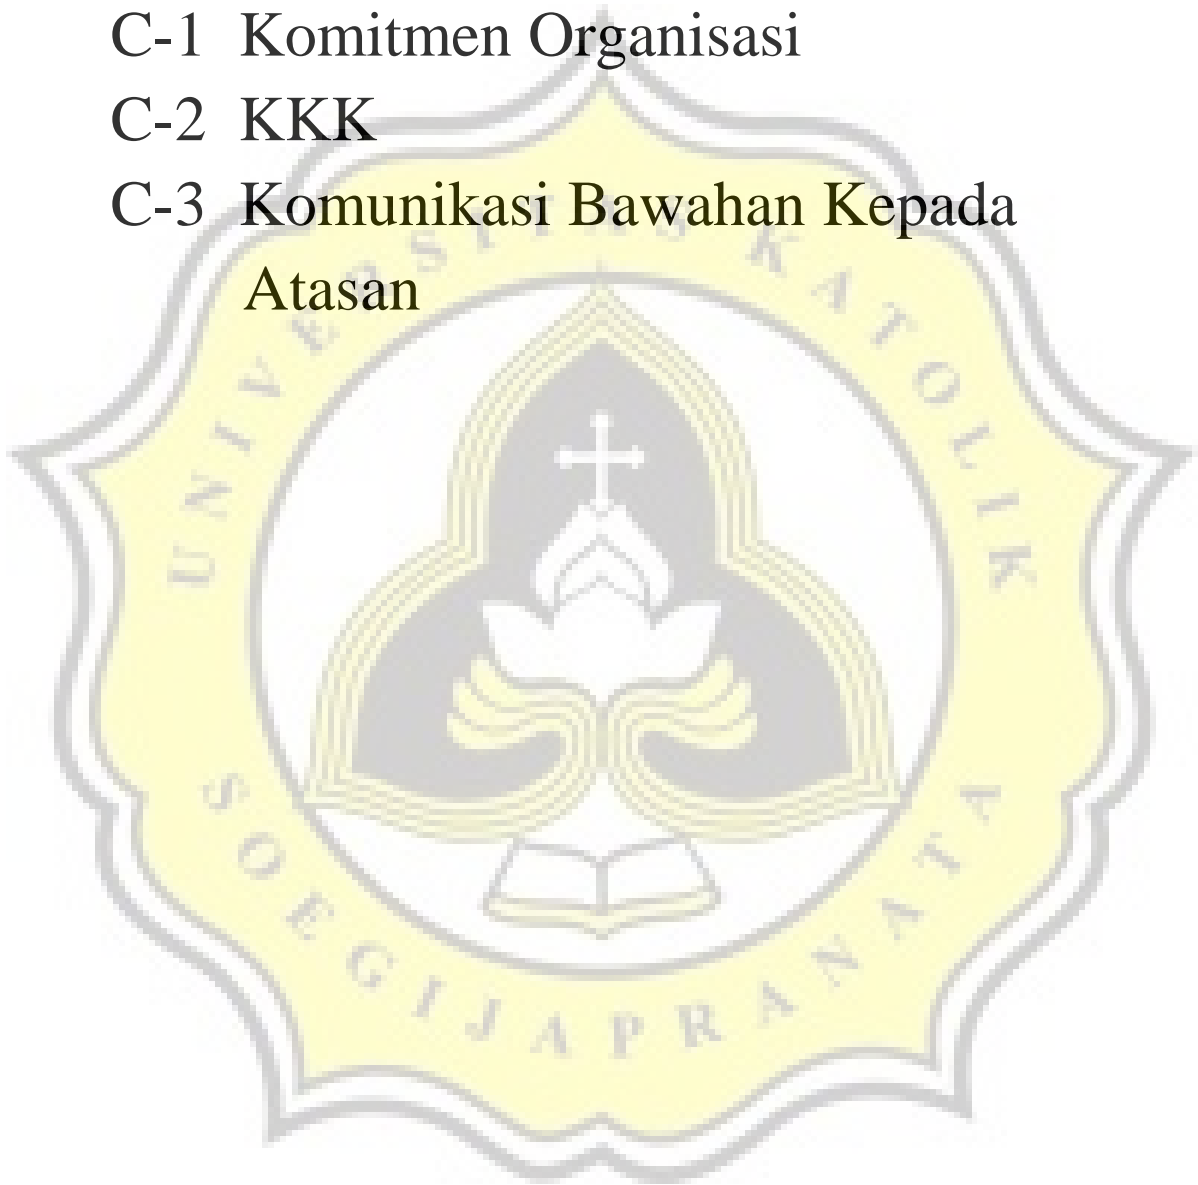 C-1 Komitmen Organisasi
C-2 KKK
C-3 Komunikasi Bawahan Kepada
Atasan
UNIVERSITAS KATOLIK
SOEGIJAPRANATA